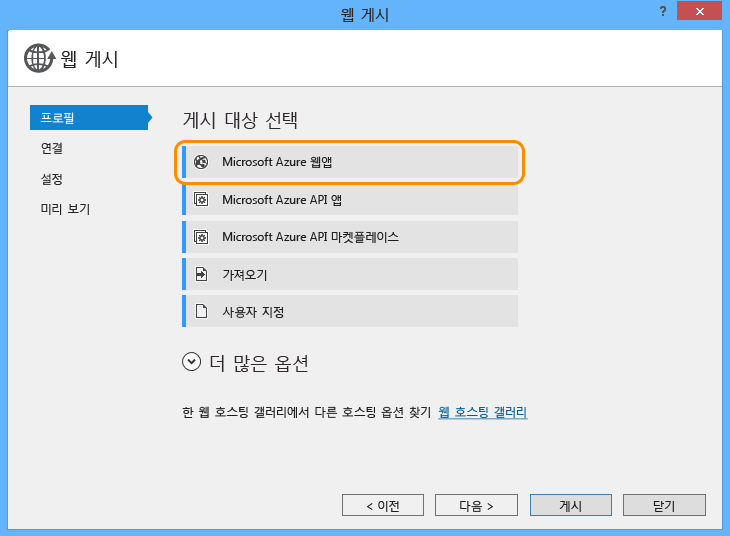 웹 게시
?
웹 게시
프로필
연결
설정
미리 보기
게시 대상 선택
Microsoft Azure 웹앱
Microsoft Azure API 앱
Microsoft Azure API 마켓플레이스
가져오기
사용자 지정
더 많은 옵션
한 웹 호스팅 갤러리에서 다른 호스팅 옵션 찾기 웹 호스팅 갤러리
< 이전
다음 >
게시
닫기